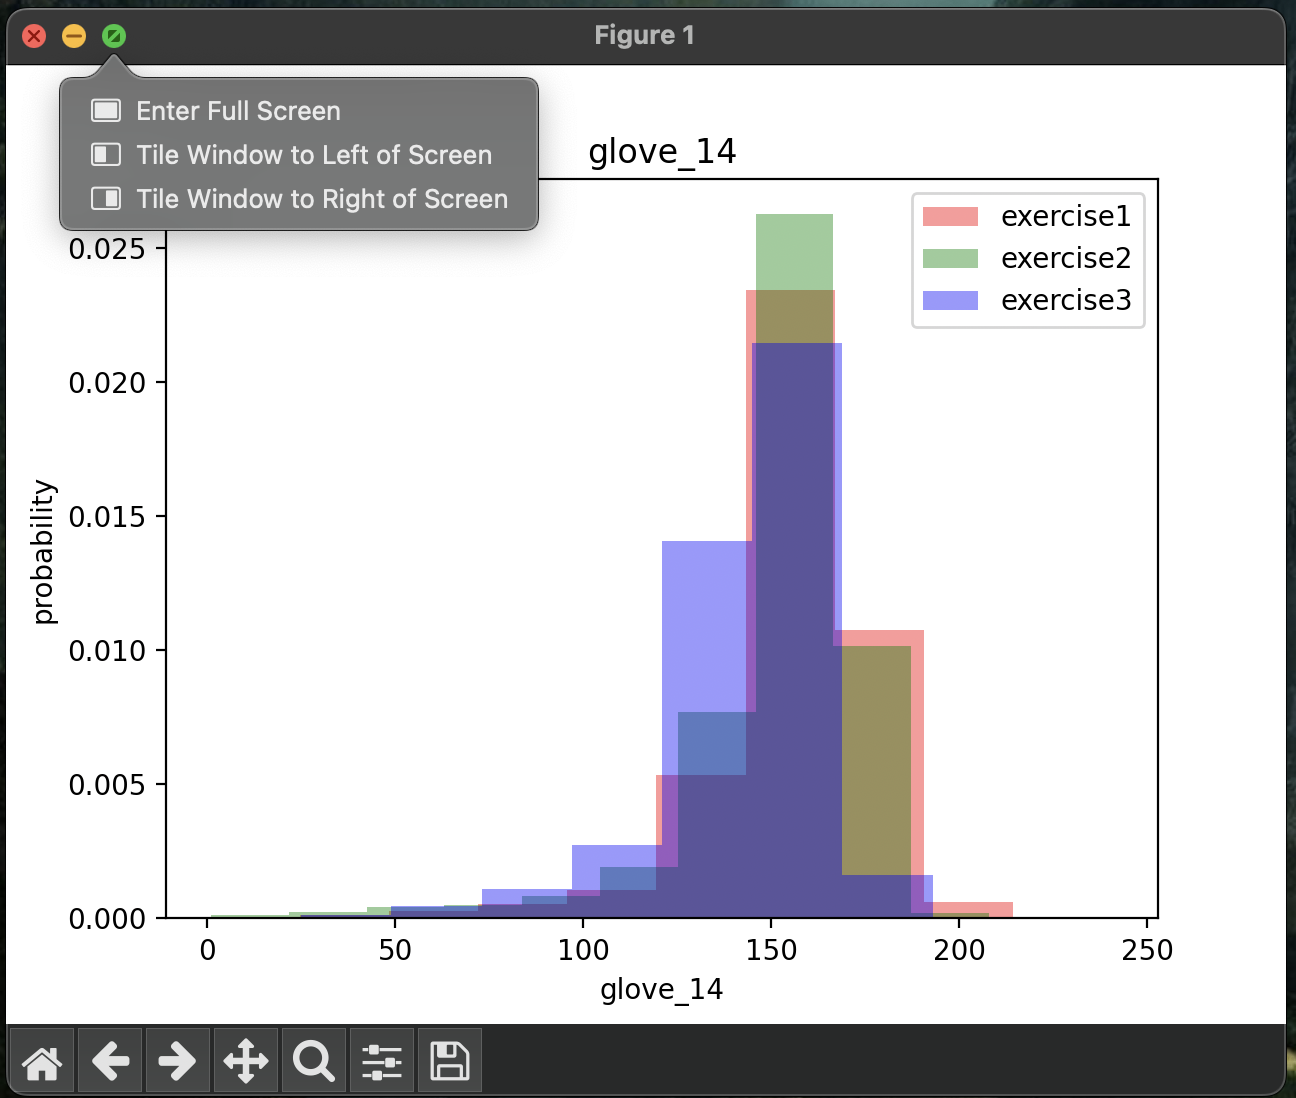 Figure 1
Enter Full Screen
Tile Window to Left of Screen
Tile Window to Right of Screen
glove_14
exercise1
exercise2
exercise3
0.025
0.020
0.015
0.010
0.005
0.000
probability
0 50 100 150 200 250
glove_14